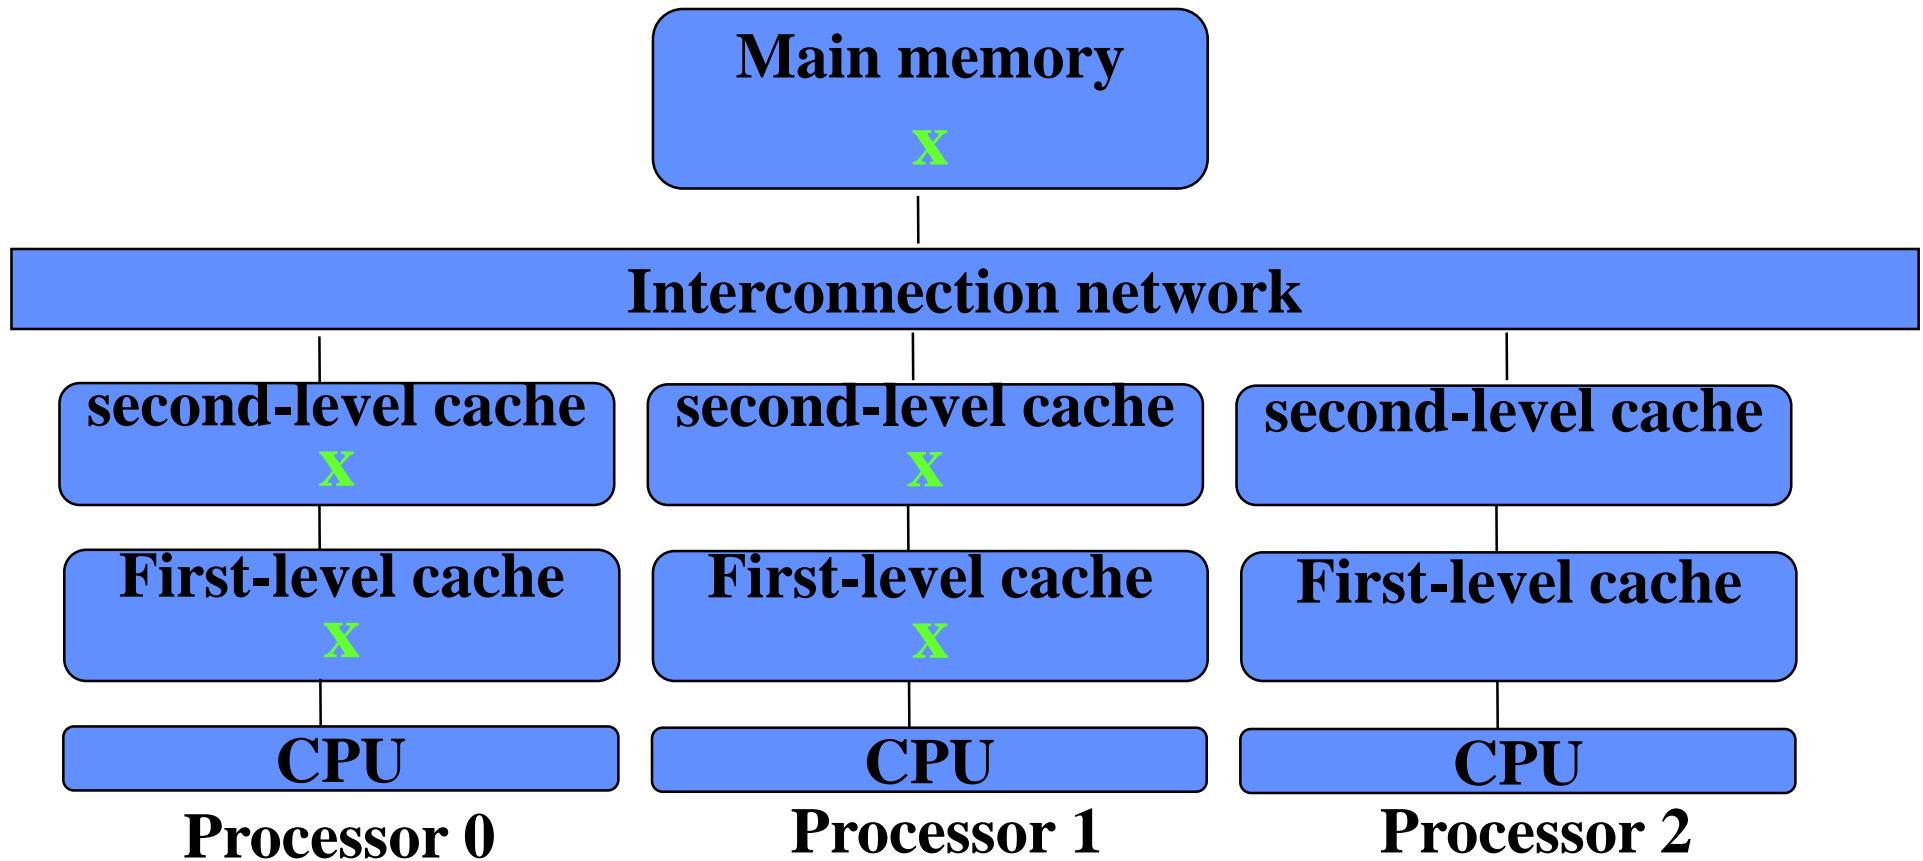 Main memory
x
Interconnection network
second-level cache
x
second-level cache
x
second-level cache
First-level cache
x
First-level cache
x
First-level cache
CPU
CPU
CPU
Processor 0
Processor 1
Processor 2